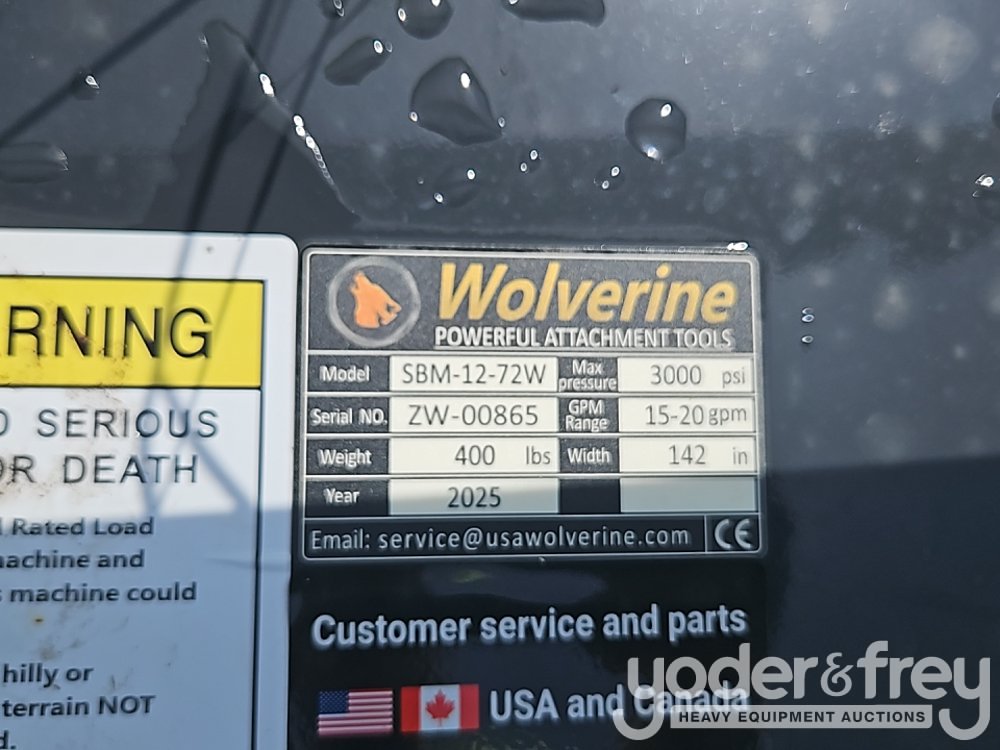 RNING
SERIOUS
OR DEATH
Rated Load
machine and
machine could
hilly or
terrain NOT
d.
Wolverine
POWERFUL ATTACHMENT TOOLS
Model SBM-12-72W Max pressure 3000 psi
Serial NO. ZW-00865 GPM Range 15-20 gpm
Weight 400 lbs Width 142 in
Year 2025
Email: service@usawolverine.com CE
Customer service and parts
USA and Canada
yoder&frey
HEAVY EQUIPMENT AUCTIONS